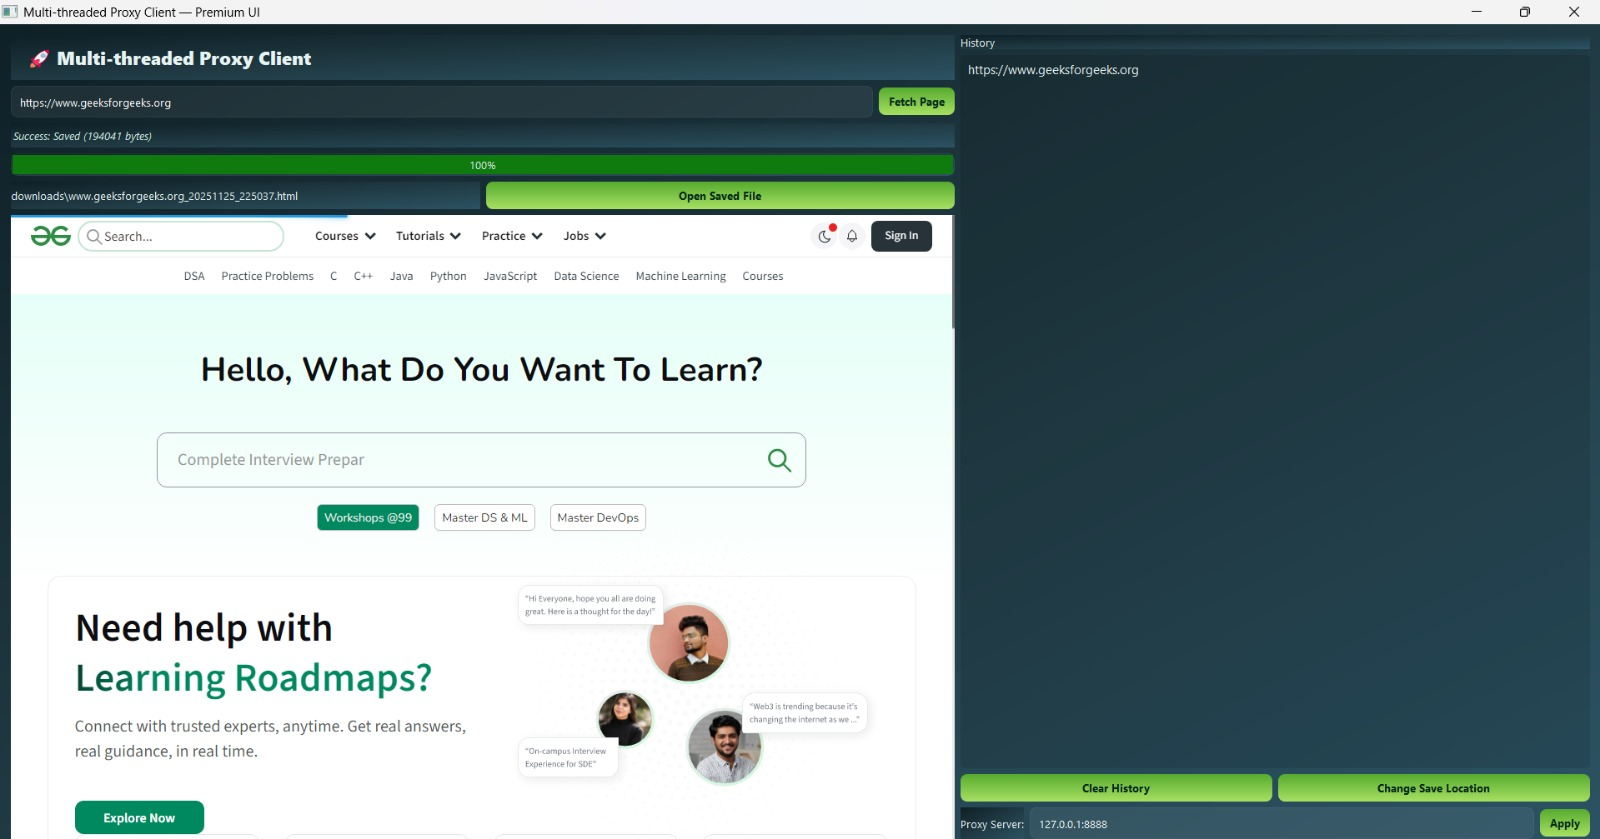 Multi-threaded Proxy Client — Premium UI
🚀 Multi-threaded Proxy Client
https://www.geeksforgeeks.org
Fetch Page
Success: Saved (194041 bytes)
100%
downloads\www.geeksforgeeks.org_20251125_225037.html
Open Saved File
Search...
Courses
Tutorials
Practice
Jobs
Sign In
DSA Practice Problems C C++ Java Python JavaScript Data Science Machine Learning Courses
Hello, What Do You Want To Learn?
Complete Interview Prepar
Workshops @99
Master DS & ML
Master DevOps
Need help with
Learning Roadmaps?
Connect with trusted experts, anytime. Get real answers,
real guidance, in real time.
Explore Now
"Hi Everyone, hope you all are doing
great. Here is a thought for the day!"
"Web3 is trending because it's
changing the internet as we ..."
"On-campus Interview
Experience for SDE"
History
https://www.geeksforgeeks.org
Clear History
Change Save Location
Proxy Server:
127.0.0.1:8888
Apply